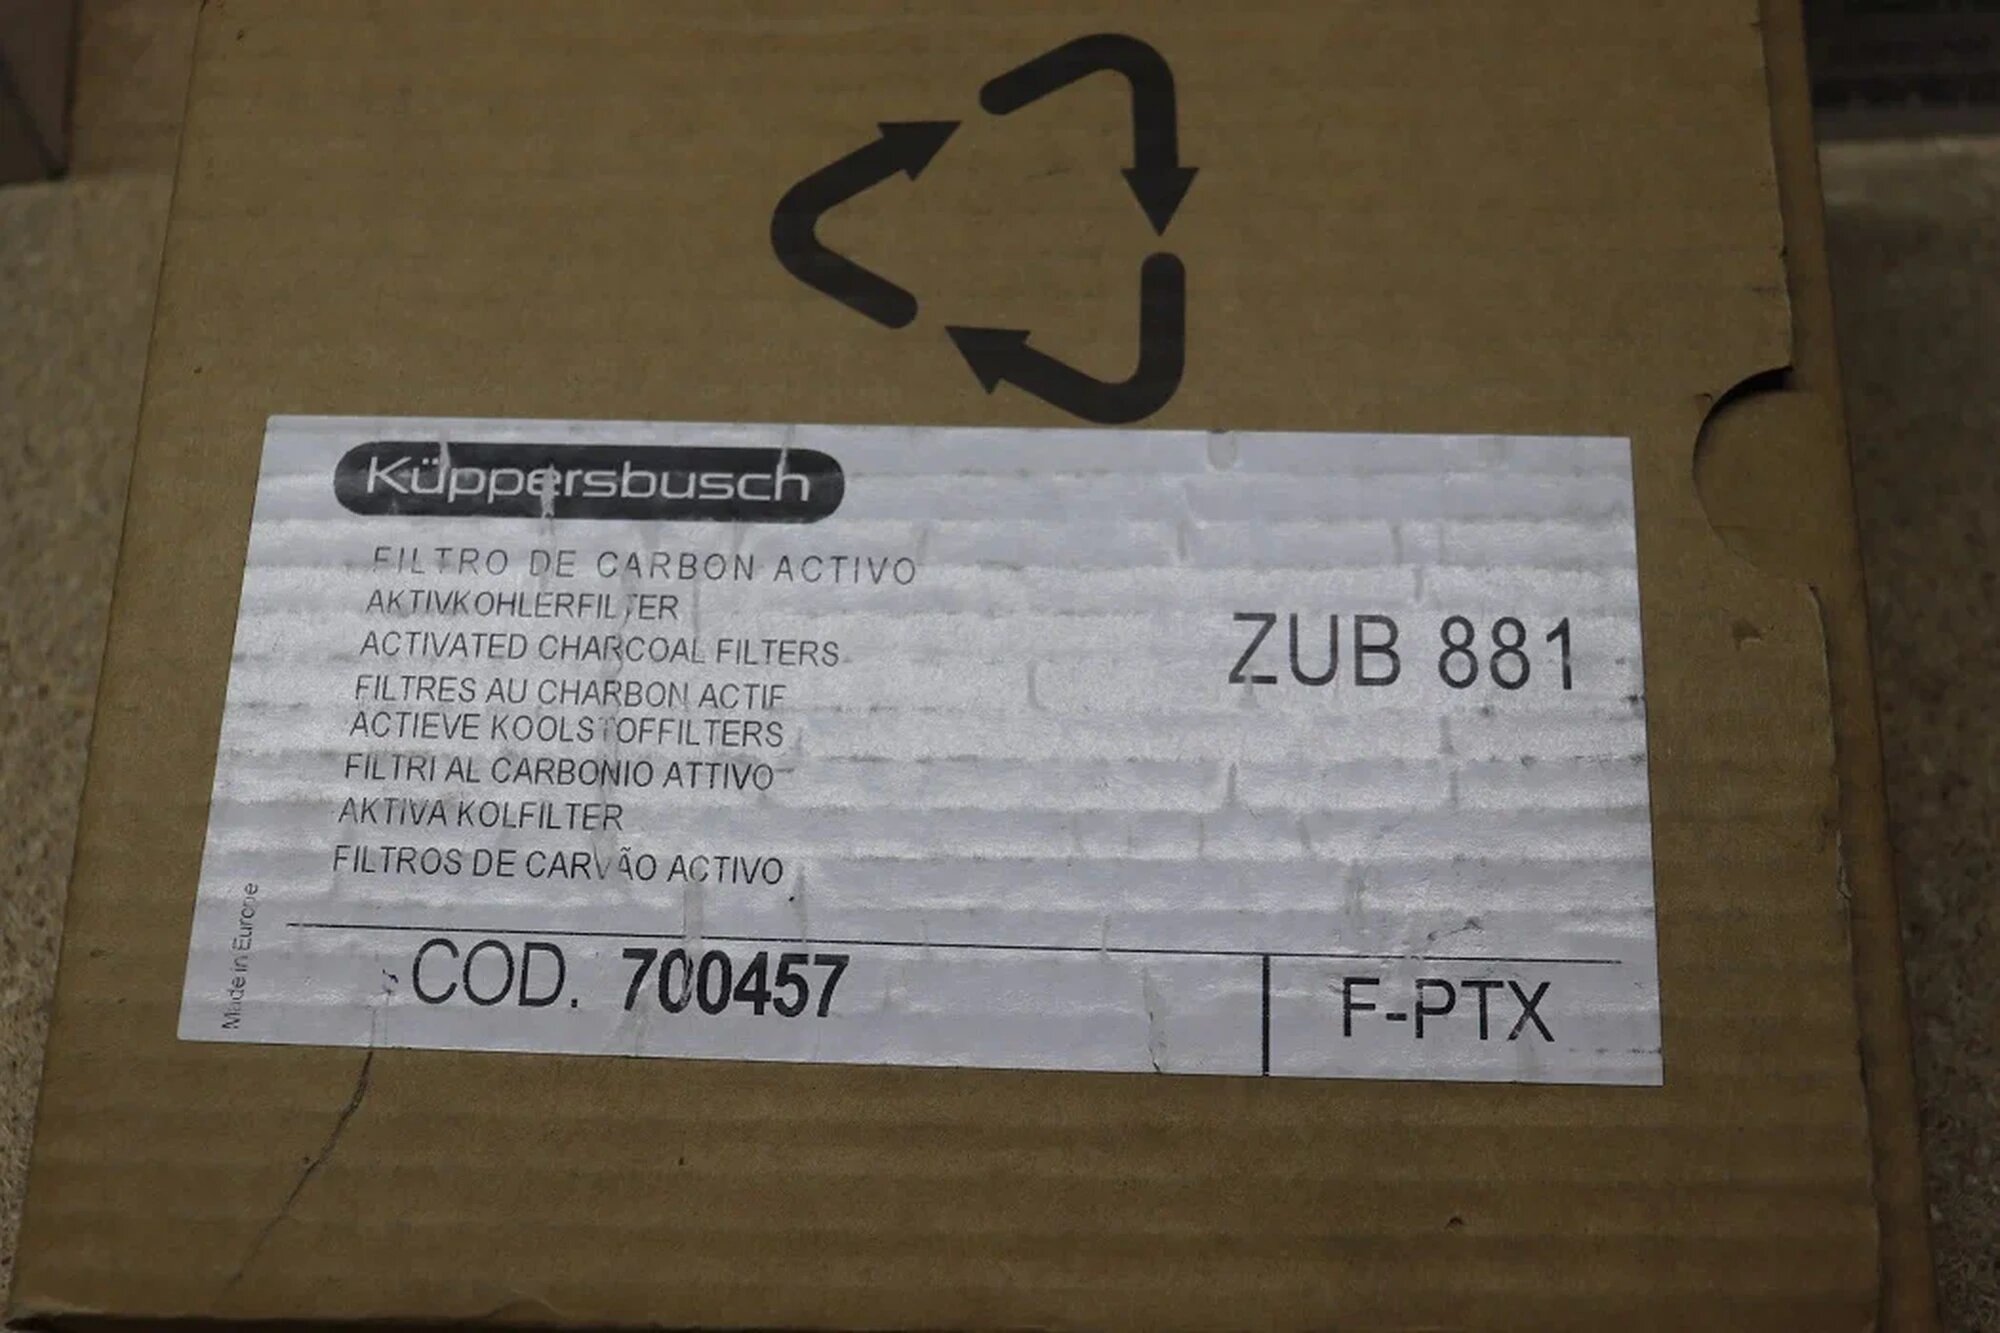 Küppersbusch
FILTRO DE CARBON ACTIVO
AKTIVKOHLERFILTER
ACTIVATED CHARCOAL FILTERS
FILTRES AU CHARBON ACTIF
ACTIEVE KOOLSTOFFILTERS
FILTRI AL CARBONIO ATTIVO
AKTIVA KOLFILTER
FILTROS DE CARVÃO ACTIVO
ZUB 881
Made in Europe
COD. 700457
F-PTX